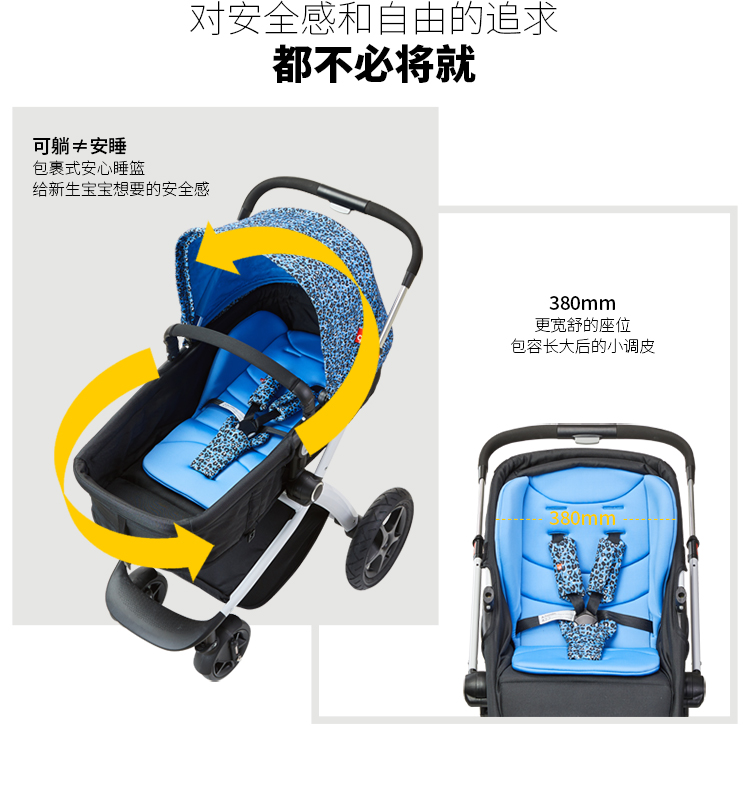 对安全感和自由的追求
都不必将就
可躺≠安睡
包裹式安心睡篮
给新生宝宝想要的安全感
380mm
更宽舒的座位
包容长大后的小调皮
380mm